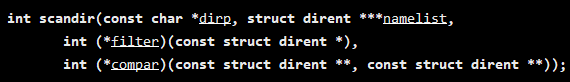 int scandir(const char *dirp, struct dirent ***namelist,
int (*filter)(const struct dirent *),
int (*compar)(const struct dirent **, const struct dirent **));